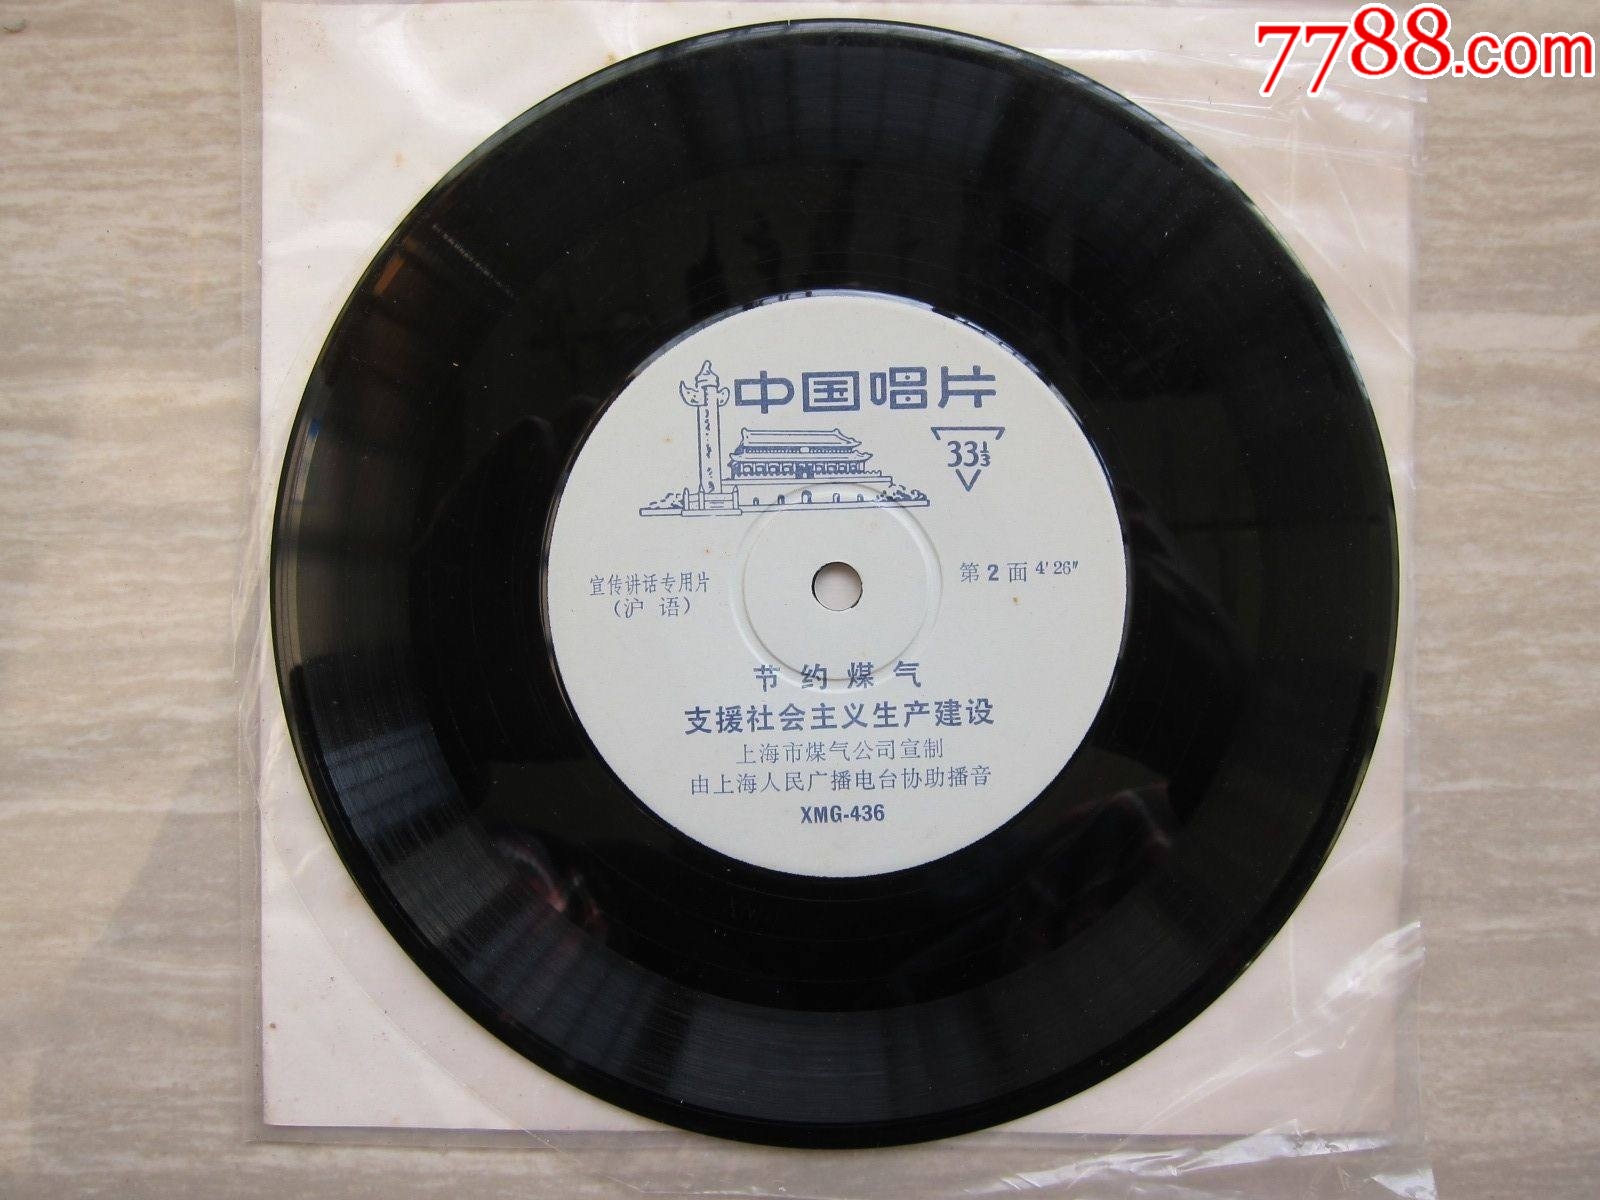 7788.com
中国唱片
33⅓
宣传讲话专用片
（沪语）
第2面 4'26"
节约煤气
支援社会主义生产建设
上海市煤气公司宣制
由上海人民广播电台协助播音
XMG-436